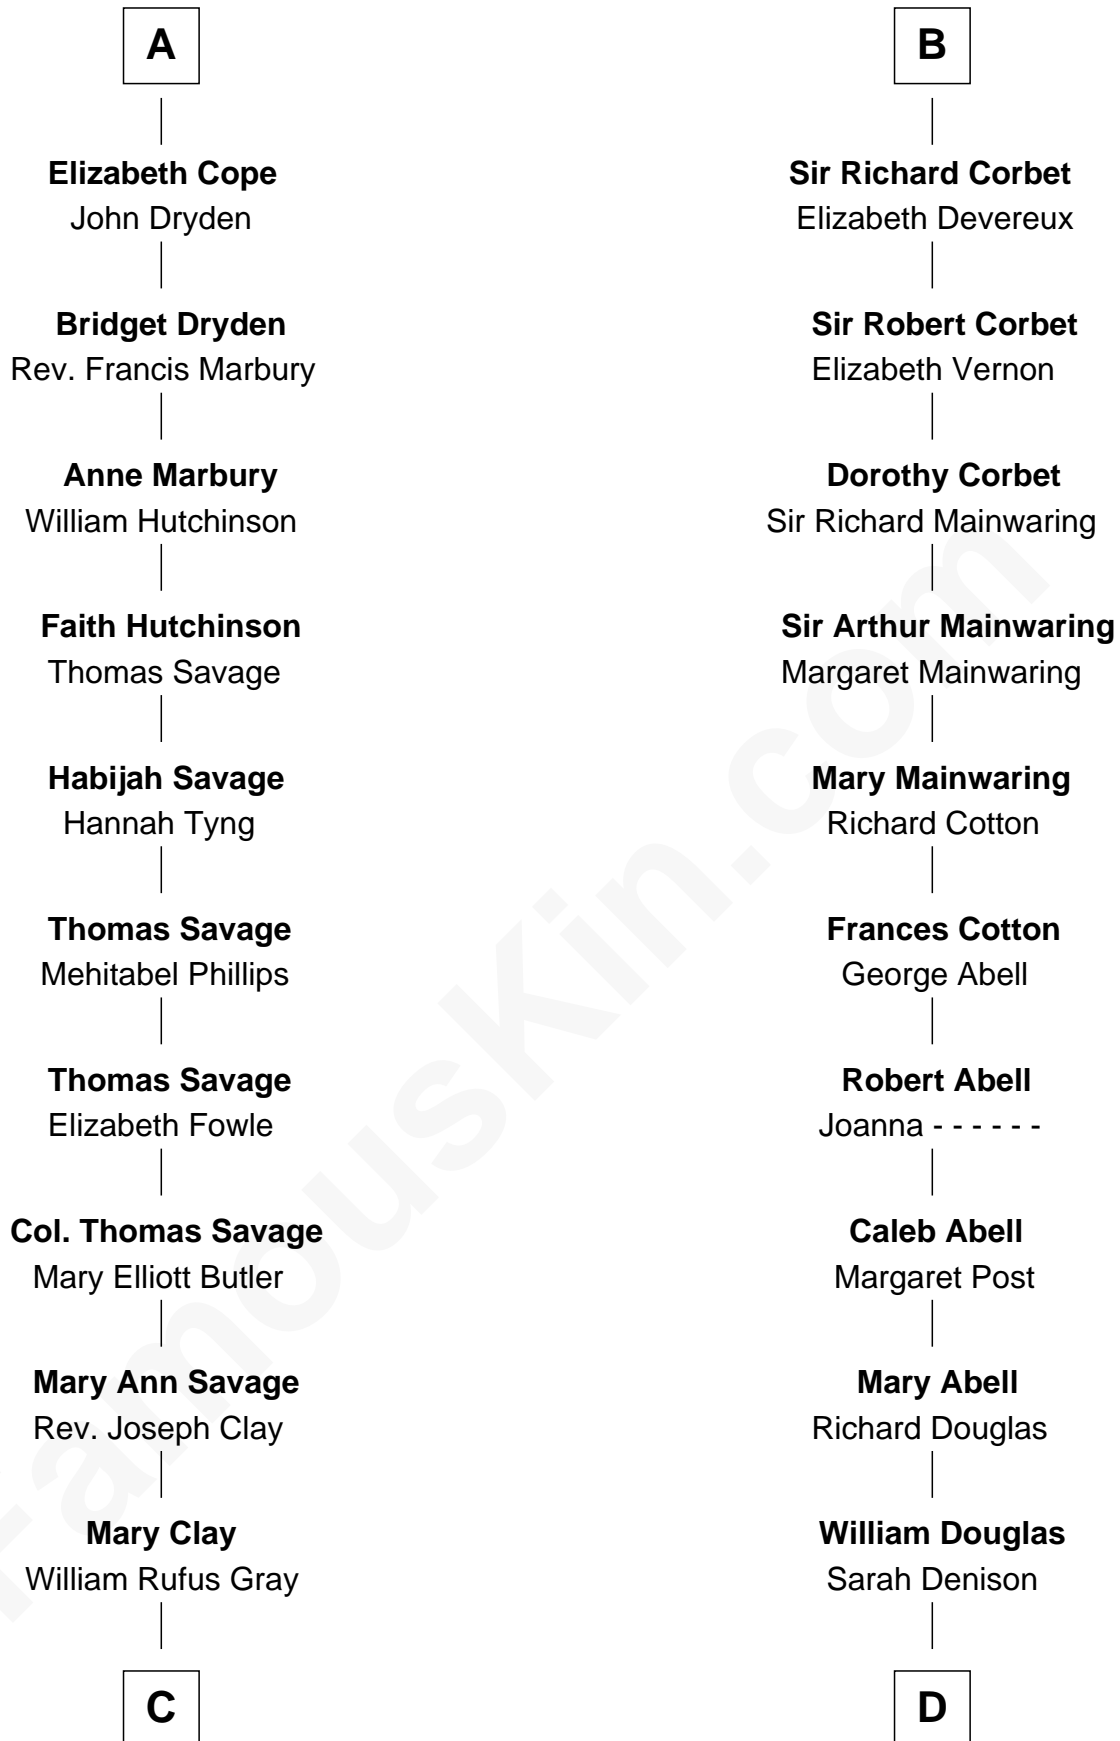 A
Elizabeth Cope
John Dryden
Bridget Dryden
Rev. Francis Marbury
Anne Marbury
William Hutchinson
Faith Hutchinson
Thomas Savage
Habijah Savage
Hannah Tyng
Thomas Savage
Mehitabel Phillips
Thomas Savage
Elizabeth Fowle
Col. Thomas Savage
Mary Elliott Butler
Mary Ann Savage
Rev. Joseph Clay
Mary Clay
William Rufus Gray
C
B
Sir Richard Corbet
Elizabeth Devereux
Sir Robert Corbet
Elizabeth Vernon
Dorothy Corbet
Sir Richard Mainwaring
Sir Arthur Mainwaring
Margaret Mainwaring
Mary Mainwaring
Richard Cotton
Frances Cotton
George Abell
Robert Abell
Joanna - - - - - -
Caleb Abell
Margaret Post
Mary Abell
Richard Douglas
William Douglas
Sarah Denison
D
FamousKin.com